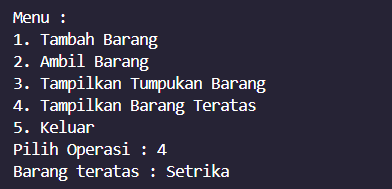 Menu :
1. Tambah Barang
2. Ambil Barang
3. Tampilkan Tumpukan Barang
4. Tampilkan Barang Teratas
5. Keluar
Pilih Operasi : 4
Barang teratas : Setrika